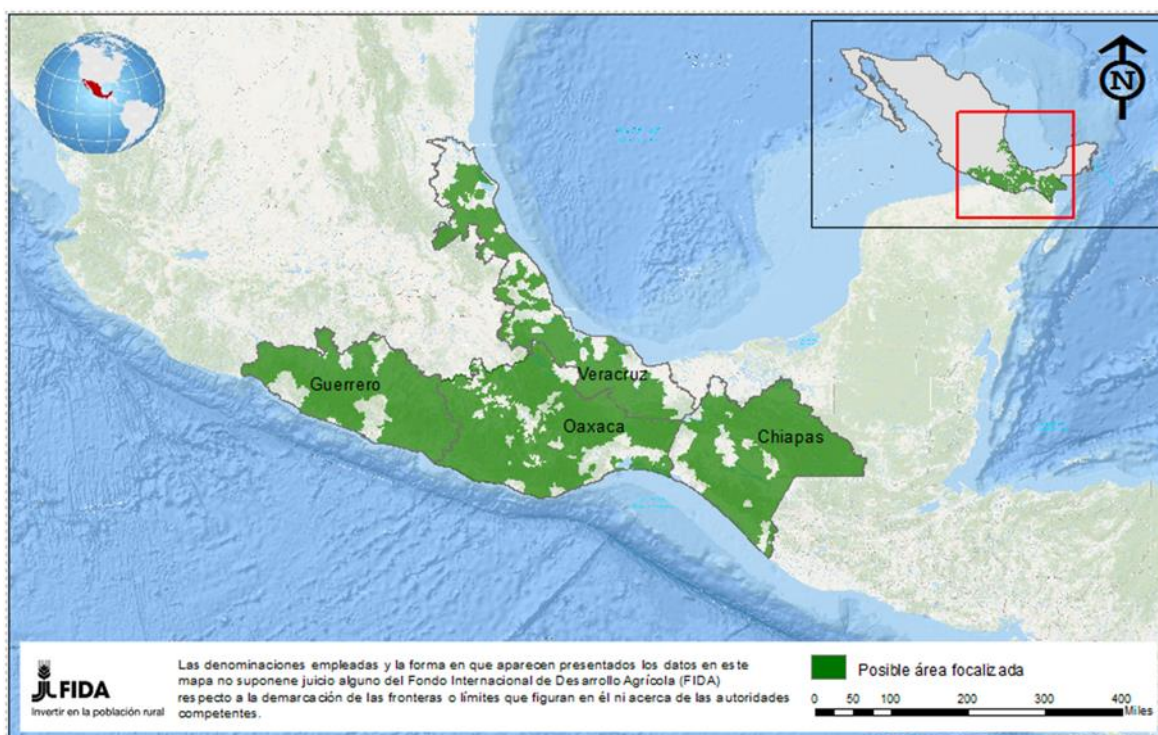 N
Guerrero
Veracruz
Oaxaca
Chiapas
FIDA
Invertir en la población rural
Las denominaciones empleadas y la forma en que aparecen presentados los datos en este
mapa no suponene juicio alguno del Fondo Internacional de Desarrollo Agrícola (FIDA)
respecto a la demarcación de las fronteras o límites que figuran en él ni acerca de las autoridades
competentes.
Posible área focalizada
0 50 100 200 300 400
Miles